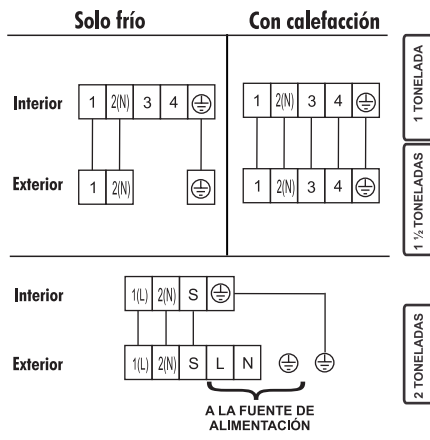 Solo frío
Con calefacción
Interior
1 2(N) 3 4
1 2(N) 3 4
Exterior
1 2(N)
1 2(N) 3 4
1 TONELADA
1 ½ TONELADAS
Interior
1(L) 2(N) S
Exterior
1(L) 2(N) S L N
A LA FUENTE DE
ALIMENTACIÓN
2 TONELADAS